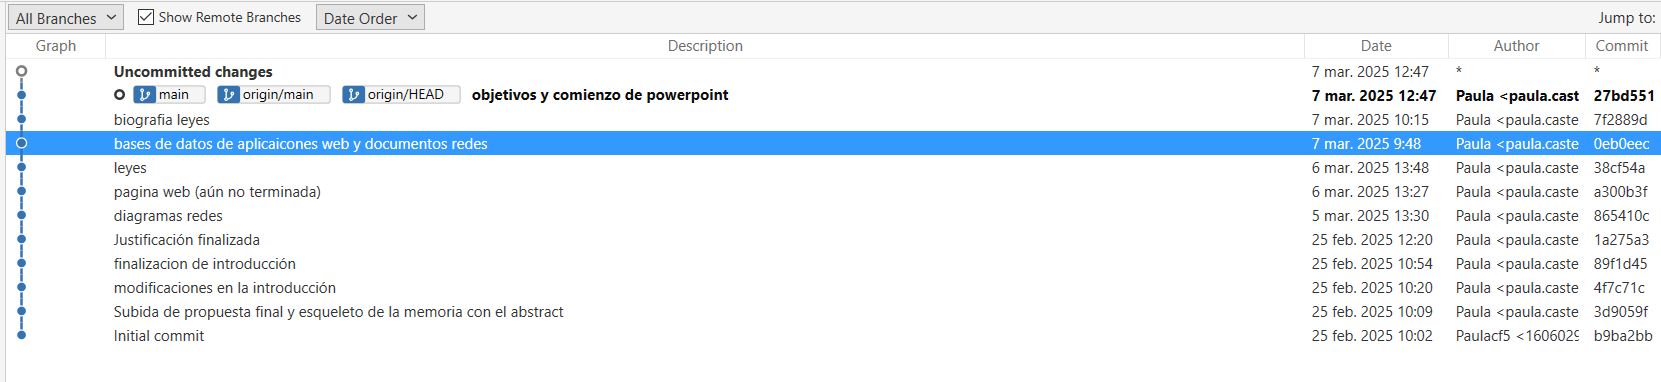 All Branches Show Remote Branches Date Order Jump to:
Graph Description Date Author Commit
Uncommitted changes 7 mar. 2025 12:47 * *
main origin/main origin/HEAD objetivos y comienzo de powerpoint 7 mar. 2025 12:47 Paula <paula.caste 27bd551
biografia leyes 7 mar. 2025 10:15 Paula <paula.caste 7f2889d
bases de datos de aplicaicones web y documentos redes 7 mar. 2025 9:48 Paula <paula.caste 0eb0eec
leyes 6 mar. 2025 13:48 Paula <paula.caste 38cf54a
pagina web (aún no terminada) 6 mar. 2025 13:27 Paula <paula.caste a300b3f
diagramas redes 5 mar. 2025 13:30 Paula <paula.caste 865410c
Justificación finalizada 25 feb. 2025 12:20 Paula <paula.caste 1a275a3
finalizacion de introducción 25 feb. 2025 10:54 Paula <paula.caste 89f1d45
modificaciones en la introducción 25 feb. 2025 10:20 Paula <paula.caste 4f7c71c
Subida de propuesta final y esqueleto de la memoria con el abstract 25 feb. 2025 10:09 Paula <paula.caste 3d9059f
Initial commit 25 feb. 2025 10:02 Paulacf5 <1606029 b9ba2bb